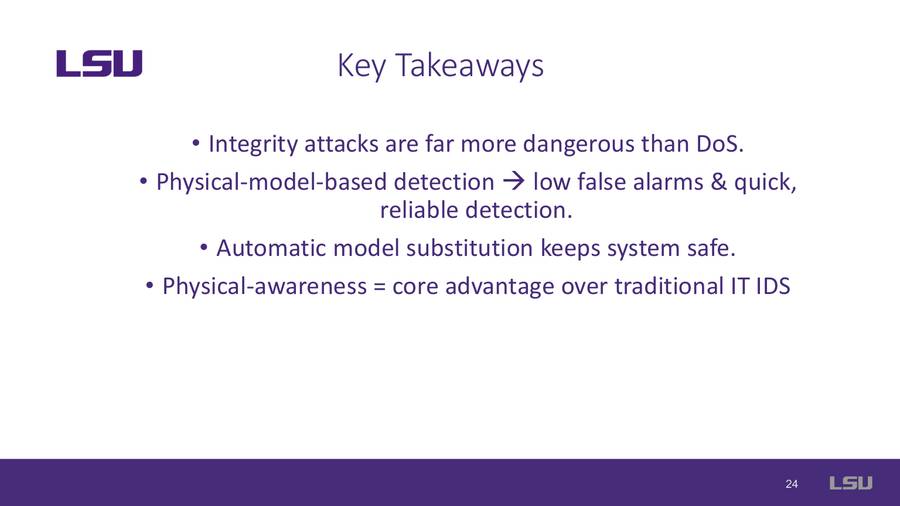 LSU
Key Takeaways
• Integrity attacks are far more dangerous than DoS.
• Physical-model-based detection → low false alarms & quick,
reliable detection.
• Automatic model substitution keeps system safe.
• Physical-awareness = core advantage over traditional IT IDS
24
LSU